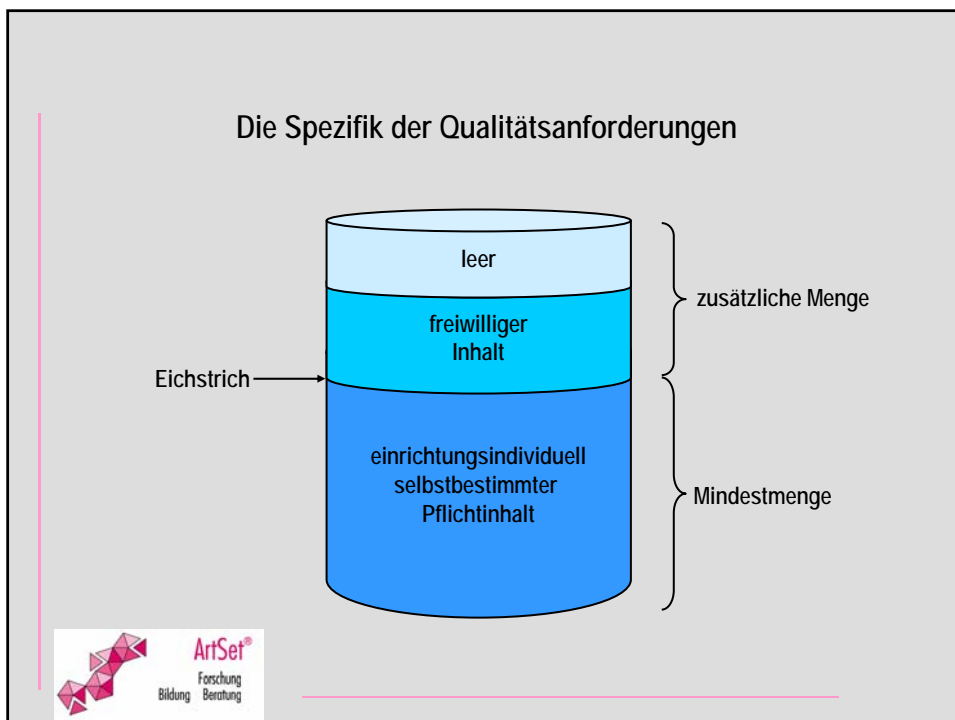 Die Spezifik der Qualitätsanforderungen
leer
zusätzliche Menge
freiwilliger
Inhalt
Eichstrich
einrichtungsindividuell
selbstbestimmter
Pflichtinhalt
Mindestmenge
ArtSet®
Forschung
Bildung Beratung